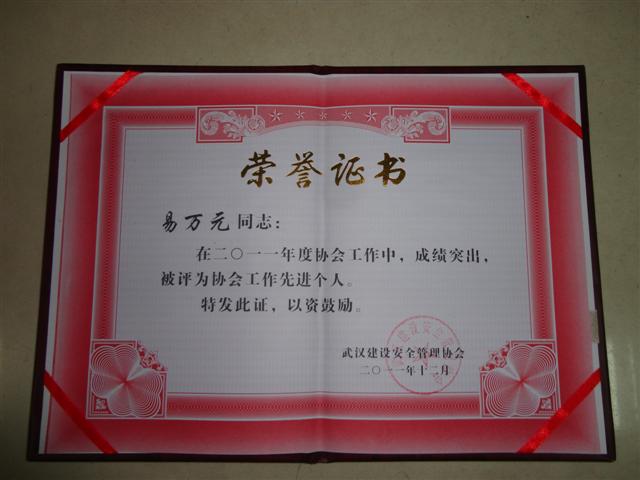 荣誉证书
易万元同志：
在二〇一一年度协会工作中，成绩突出，
被评为协会工作先进个人。
特发此证，以资鼓励。
武汉建设安全管理协会
二〇一一年十二月